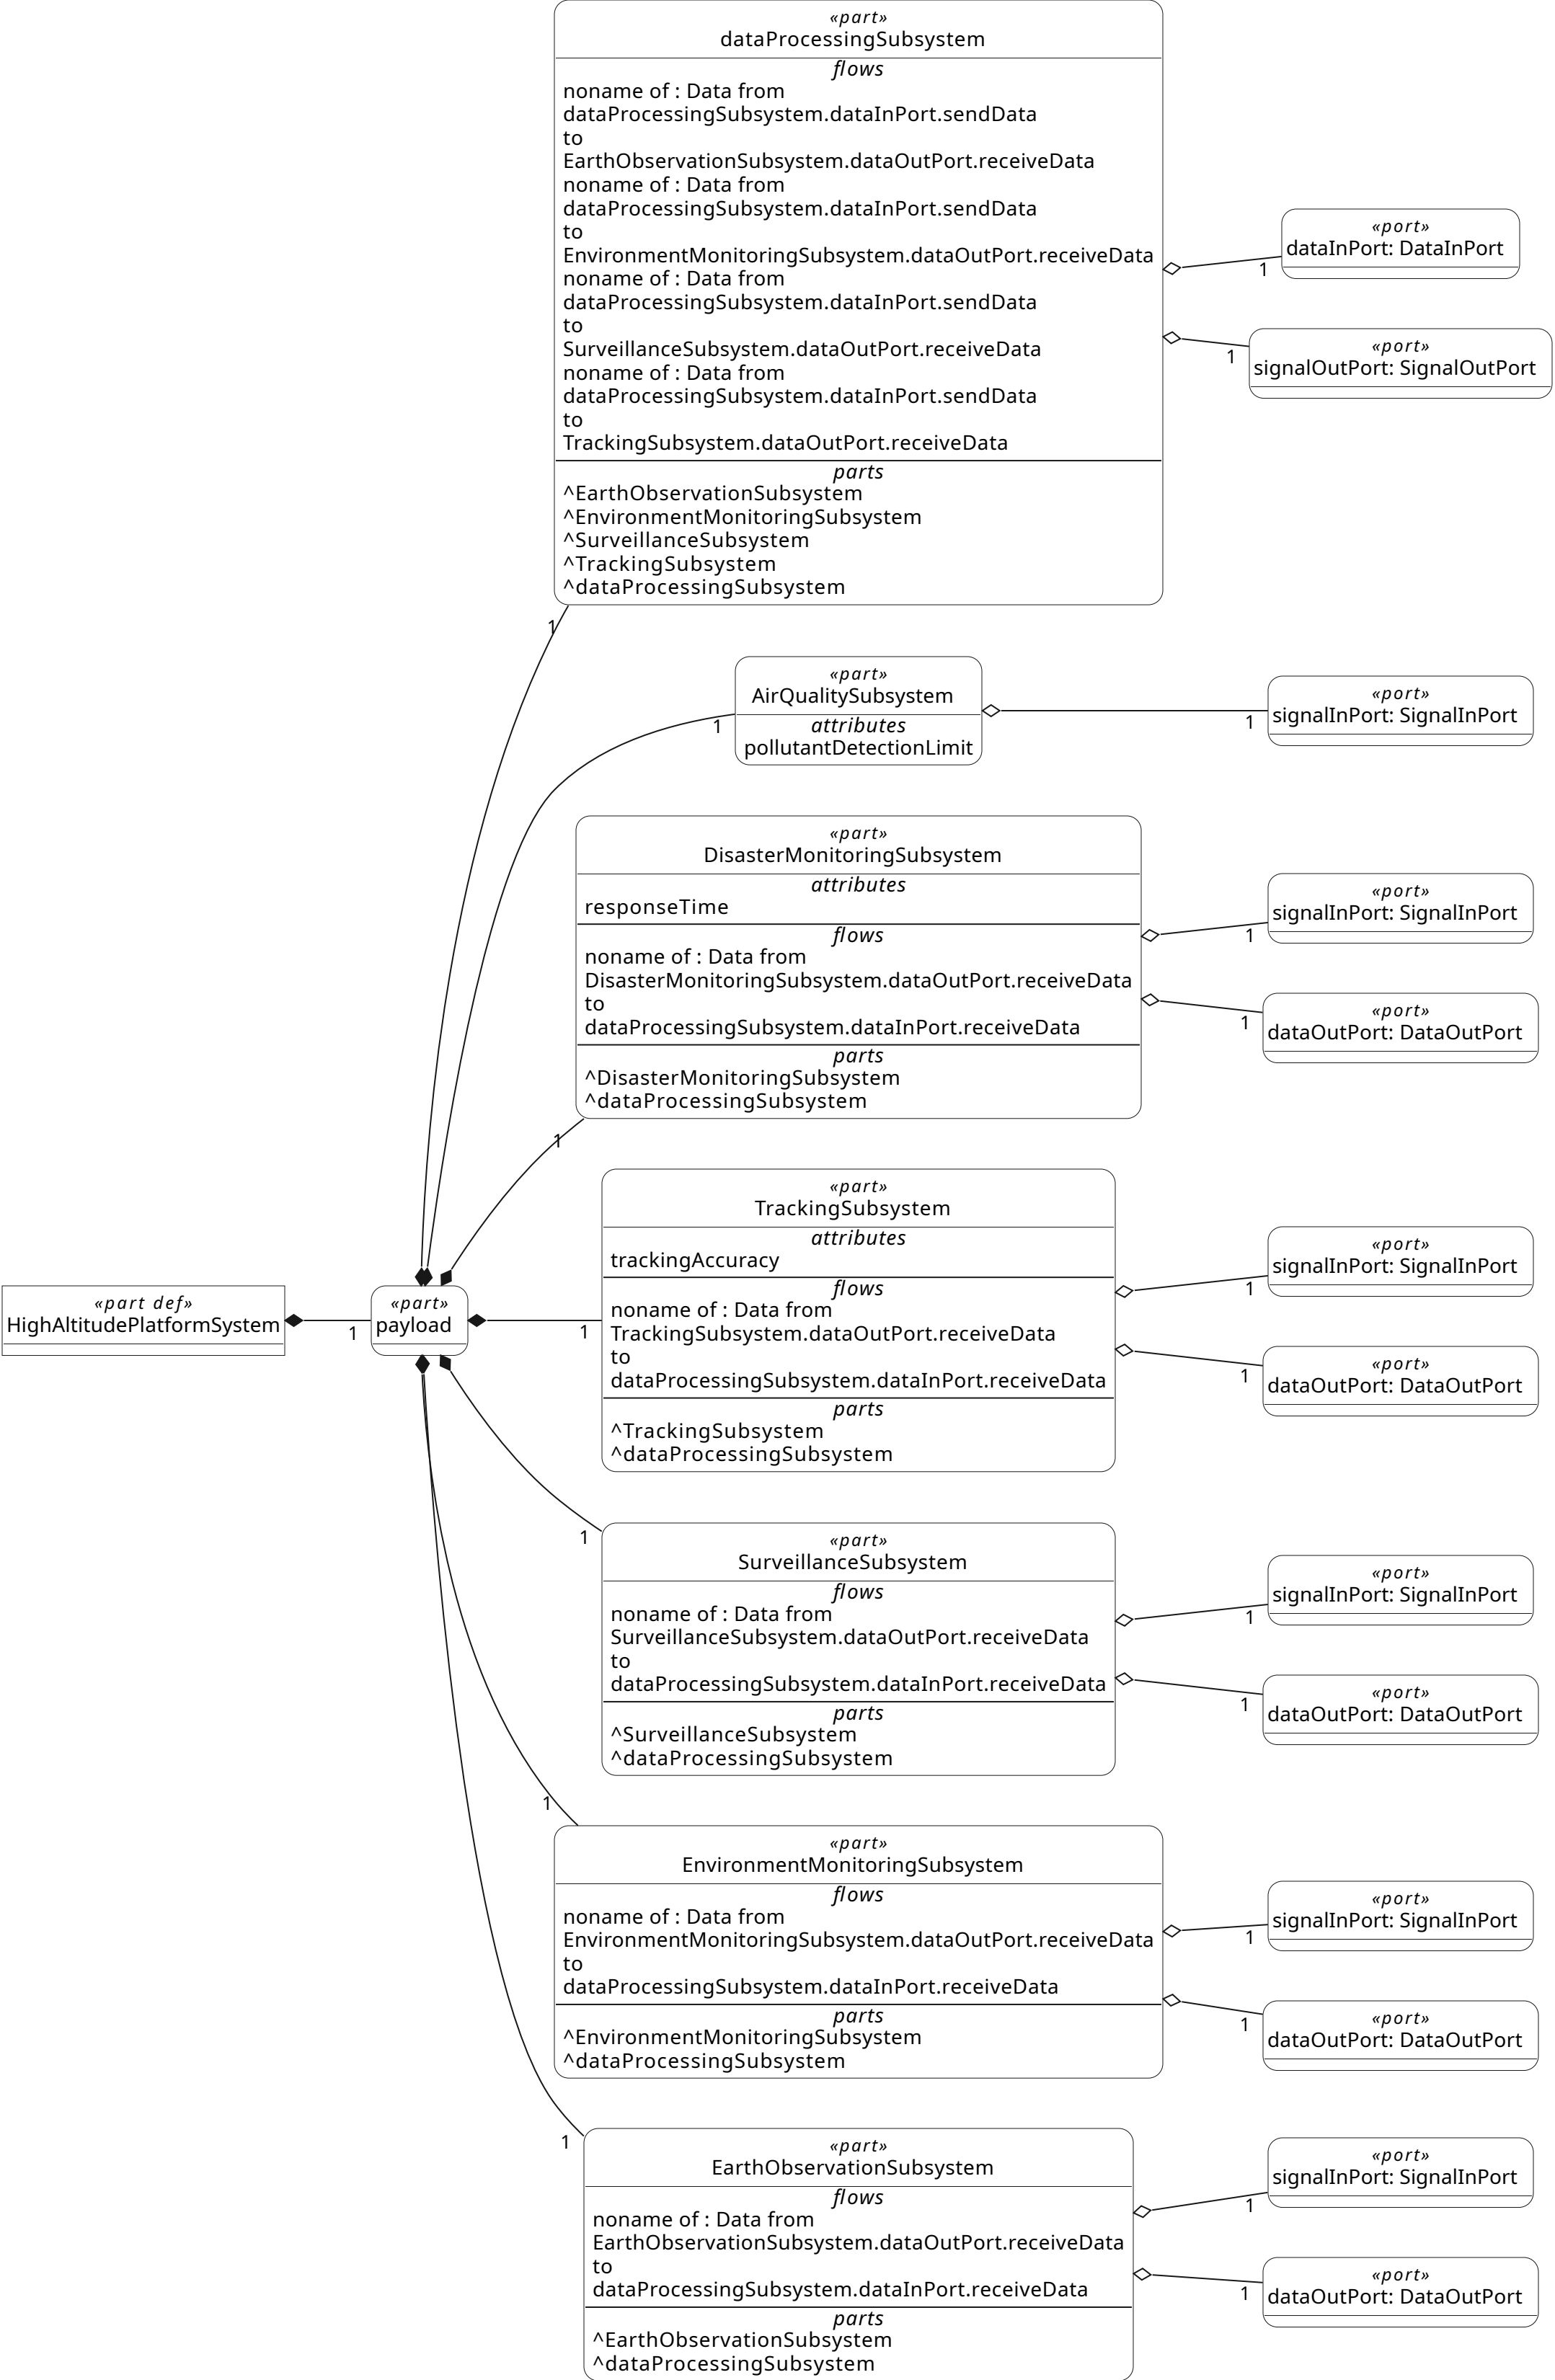 «part»
dataProcessingSubsystem
flows
noname of : Data from
dataProcessingSubsystem.dataInPort.sendData
to
EarthObservationSubsystem.dataOutPort.receiveData
noname of : Data from
dataProcessingSubsystem.dataInPort.sendData
to
EnvironmentMonitoringSubsystem.dataOutPort.receiveData
noname of : Data from
dataProcessingSubsystem.dataInPort.sendData
to
SurveillanceSubsystem.dataOutPort.receiveData
noname of : Data from
dataProcessingSubsystem.dataInPort.sendData
to
TrackingSubsystem.dataOutPort.receiveData
parts
^EarthObservationSubsystem
^EnvironmentMonitoringSubsystem
^SurveillanceSubsystem
^TrackingSubsystem
^dataProcessingSubsystem
1
«port»
dataInPort: DataInPort
1
«port»
signalOutPort: SignalOutPort
1
«part»
AirQualitySubsystem
attributes
pollutantDetectionLimit
1
«port»
signalInPort: SignalInPort
1
«part»
DisasterMonitoringSubsystem
attributes
responseTime
flows
noname of : Data from
DisasterMonitoringSubsystem.dataOutPort.receiveData
to
dataProcessingSubsystem.dataInPort.receiveData
parts
^DisasterMonitoringSubsystem
^dataProcessingSubsystem
1
«port»
signalInPort: SignalInPort
1
«port»
dataOutPort: DataOutPort
1
«part def»
HighAltitudePlatformSystem
1
«part»
payload
1
«part»
TrackingSubsystem
attributes
trackingAccuracy
flows
noname of : Data from
TrackingSubsystem.dataOutPort.receiveData
to
dataProcessingSubsystem.dataInPort.receiveData
parts
^TrackingSubsystem
^dataProcessingSubsystem
«port»
signalInPort: SignalInPort
1
«port»
dataOutPort: DataOutPort
1
1
«part»
SurveillanceSubsystem
flows
noname of : Data from
SurveillanceSubsystem.dataOutPort.receiveData
to
dataProcessingSubsystem.dataInPort.receiveData
parts
^SurveillanceSubsystem
^dataProcessingSubsystem
«port»
signalInPort: SignalInPort
1
«port»
dataOutPort: DataOutPort
1
1
«part»
EnvironmentMonitoringSubsystem
flows
noname of : Data from
EnvironmentMonitoringSubsystem.dataOutPort.receiveData
to
dataProcessingSubsystem.dataInPort.receiveData
parts
^EnvironmentMonitoringSubsystem
^dataProcessingSubsystem
«port»
signalInPort: SignalInPort
1
«port»
dataOutPort: DataOutPort
1
1
«part»
EarthObservationSubsystem
flows
noname of : Data from
EarthObservationSubsystem.dataOutPort.receiveData
to
dataProcessingSubsystem.dataInPort.receiveData
parts
^EarthObservationSubsystem
^dataProcessingSubsystem
«port»
signalInPort: SignalInPort
1
«port»
dataOutPort: DataOutPort
1